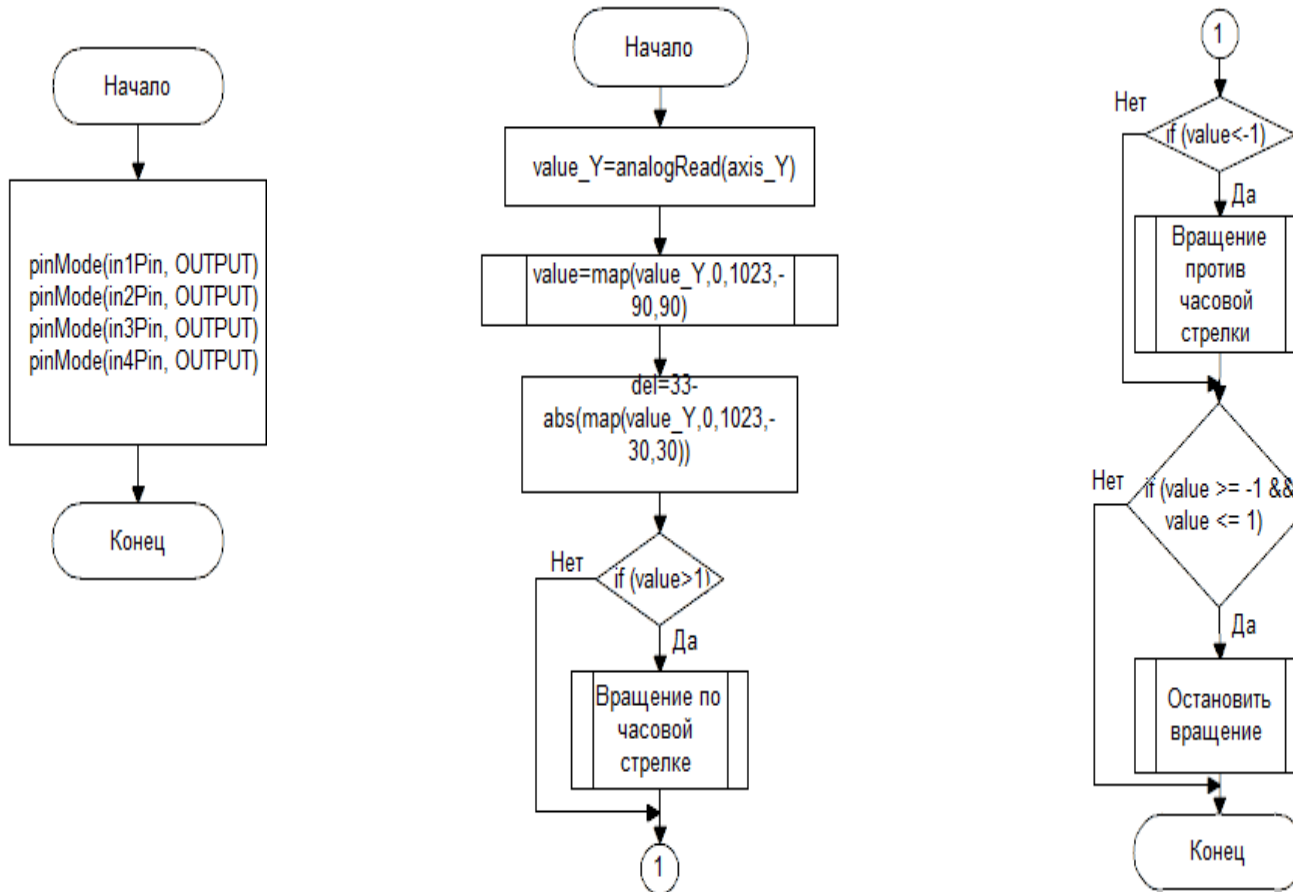 Начало
pinMode(in1Pin, OUTPUT)
pinMode(in2Pin, OUTPUT)
pinMode(in3Pin, OUTPUT)
pinMode(in4Pin, OUTPUT)
Конец
Начало
value_Y=analogRead(axis_Y)
value=map(value_Y,0,1023,-
90,90)
del=33-
abs(map(value_Y,0,1023,-
30,30))
Нет
if (value>1)
Да
Вращение по
часовой
стрелке
1
1
Нет
if (value<-1)
Да
Вращение
против
часовой
стрелки
Нет
if (value >= -1 &&
value <= 1)
Да
Остановить
вращение
Конец